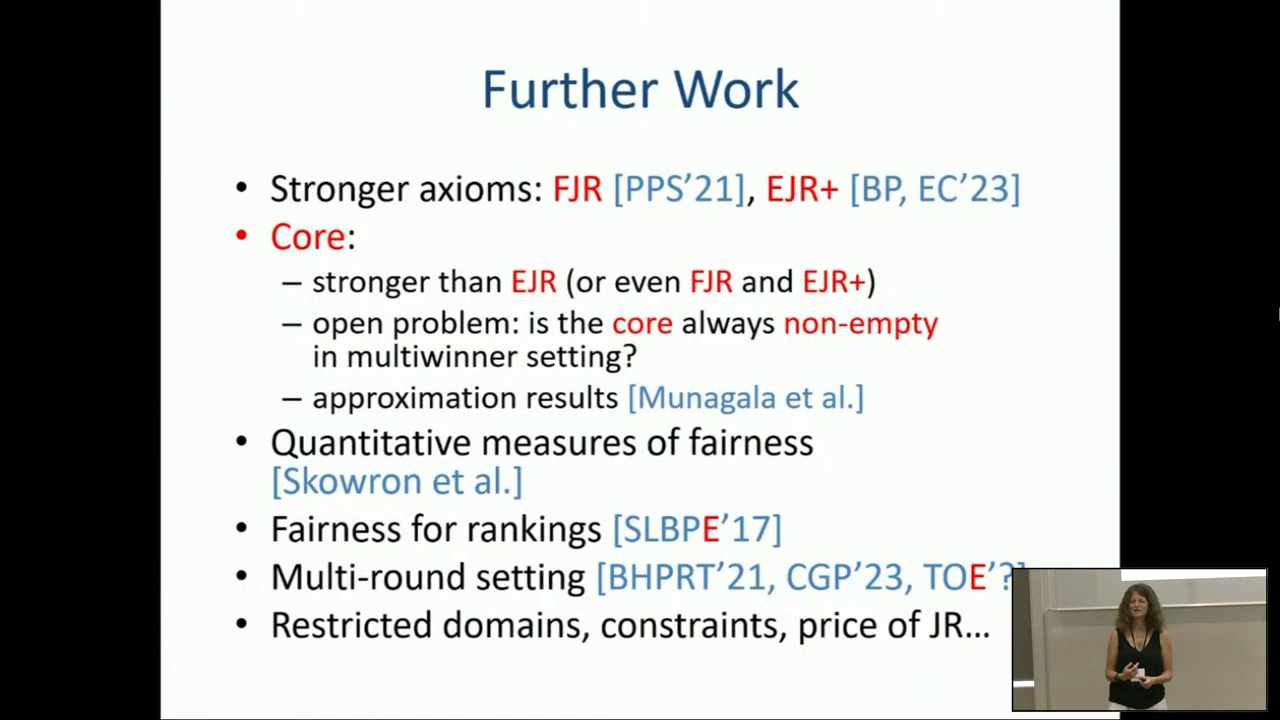 Further Work
• Stronger axioms: FJR [PPS’21], EJR+ [BP, EC’23]
• Core:
– stronger than EJR (or even FJR and EJR+)
– open problem: is the core always non-empty
in multiwinner setting?
– approximation results [Munagala et al.]
• Quantitative measures of fairness
[Skowron et al.]
• Fairness for rankings [SLBPE’17]
• Multi-round setting [BHPRT’21, CGP’23, TOE’?]
• Restricted domains, constraints, price of JR…